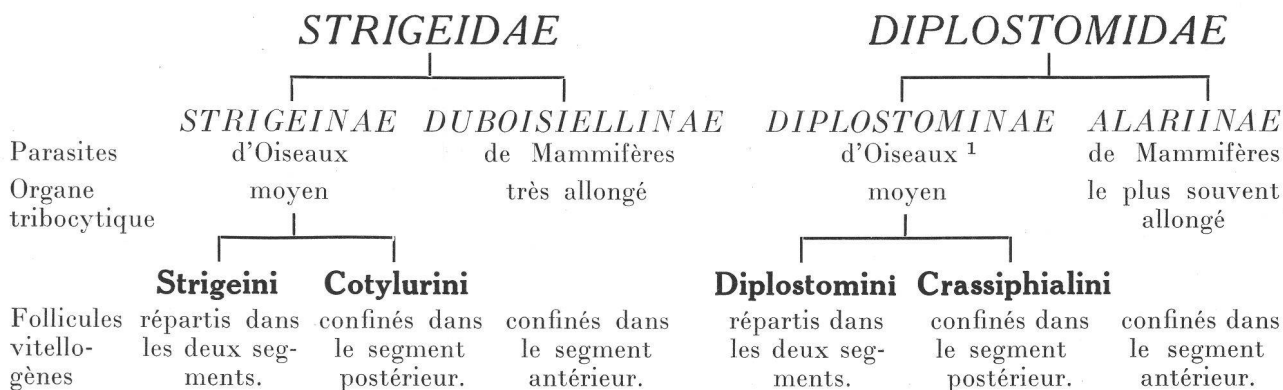 STRIGEIDAE DIPLOSTOMIDAE
STRIGEINAE DUBOISIELLINAE DIPLOSTOMINAE ALARIINAE
Parasites d'Oiseaux de Mammifères d'Oiseaux ¹ de Mammifères
Organe moyen très allongé moyen le plus souvent
tribocytique allongé
Strigeini Cotylurini Diplostomini Crassiphialini
Follicules répartis dans confinés dans confinés dans répartis dans confinés dans confinés dans
vitello- les deux seg- le segment le segment les deux seg- le segment le segment
gènes ments. postérieur. antérieur. ments. postérieur. antérieur.